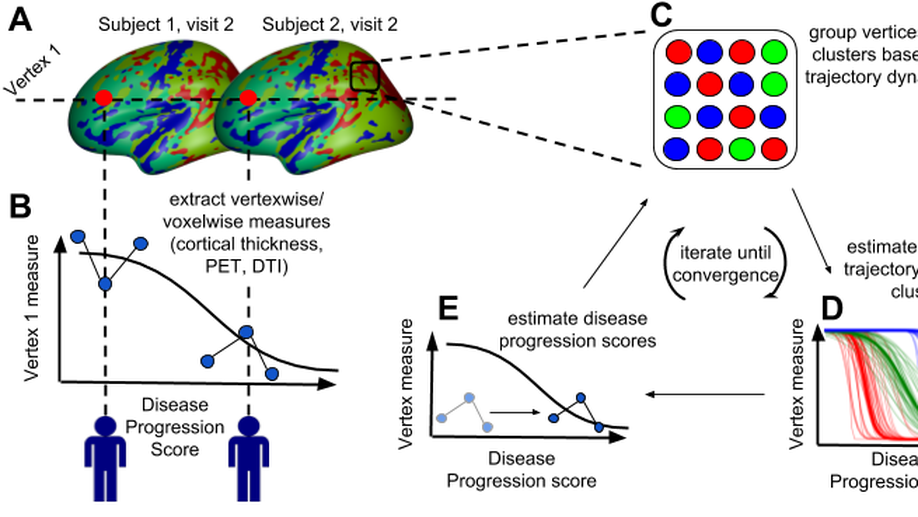 A
Subject 1, visit 2
Subject 2, visit 2
Vertex 1
C
group vertice
clusters base
trajectory dyna
B
extract vertexwise/
voxelwise measures
(cortical thickness,
PET, DTI)
Vertex 1 measure
Disease
Progression
Score
iterate until
convergence
estimate
trajectory
clus
E
estimate disease
progression scores
Vertex measure
Disease
Progression score
D
Vertex measure
Disea
Progressio